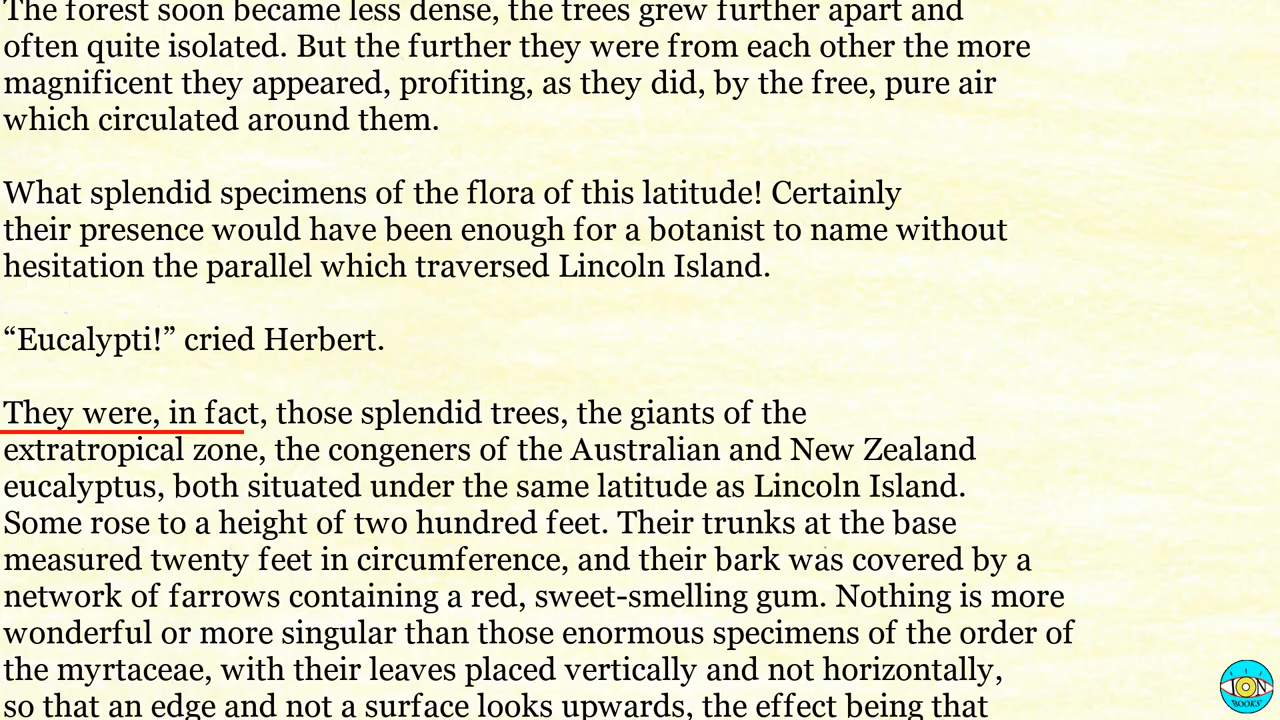 The forest soon became less dense, the trees grew further apart and
often quite isolated. But the further they were from each other the more
magnificent they appeared, profiting, as they did, by the free, pure air
which circulated around them.
What splendid specimens of the flora of this latitude! Certainly
their presence would have been enough for a botanist to name without
hesitation the parallel which traversed Lincoln Island.
“Eucalypti!” cried Herbert.
They were, in fact, those splendid trees, the giants of the
extratropical zone, the congeners of the Australian and New Zealand
eucalyptus, both situated under the same latitude as Lincoln Island.
Some rose to a height of two hundred feet. Their trunks at the base
measured twenty feet in circumference, and their bark was covered by a
network of farrows containing a red, sweet-smelling gum. Nothing is more
wonderful or more singular than those enormous specimens of the order of
the myrtaceae, with their leaves placed vertically and not horizontally,
so that an edge and not a surface looks upwards, the effect being that
ION
BOOKS